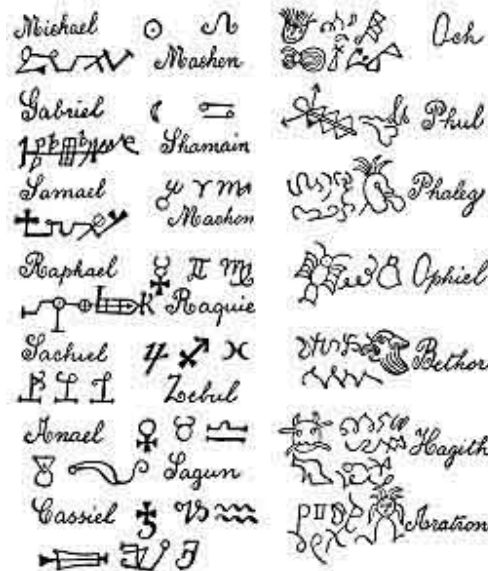 Michael ☉ ♌
Machen
Gabriel ☾ ♋
Shamain
Samael ♂ ♈ ♏
Machon
Raphael ☿ ♊ ♍
Raquie
Sachiel ♃ ♐ ♓
Zebul
Anael ♀ ♉ ♎
Sagun
Cassiel ♄ ♑ ♒
Och
Phul
Phaleg
Ophiel
Bethor
Hagith
Aratron